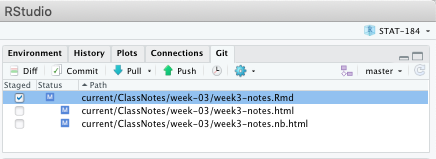 RStudio
STAT-184
Environment History Plots Connections Git
Diff Commit Pull Push master
Staged Status Path
M current/ClassNotes/week-03/week3-notes.Rmd
M current/ClassNotes/week-03/week3-notes.html
M current/ClassNotes/week-03/week3-notes.nb.html